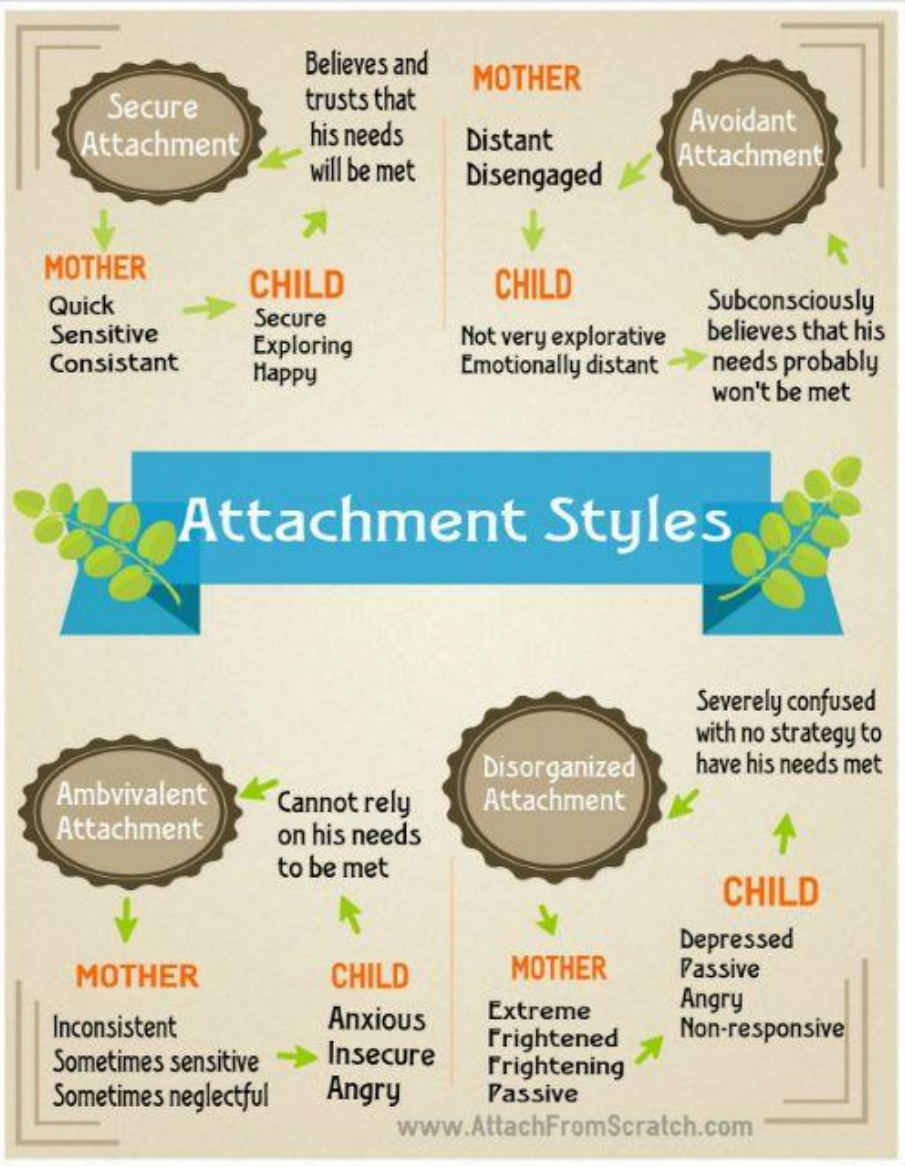 Secure
Attachment
MOTHER
Quick
Sensitive
Consistant
CHILD
Secure
Exploring
Happy
Believes and
trusts that
his needs
will be met
Avoidant
Attachment
MOTHER
Distant
Disengaged
CHILD
Not very explorative
Emotionally distant
Subconsciously
believes that his
needs probably
won't be met
Attachment Styles
Ambvivalent
Attachment
MOTHER
Inconsistent
Sometimes sensitive
Sometimes neglectful
CHILD
Anxious
Insecure
Angry
Cannot rely
on his needs
to be met
Disorganized
Attachment
MOTHER
Extreme
Frightened
Frightening
Passive
CHILD
Depressed
Passive
Angry
Non-responsive
Severely confused
with no strategy to
have his needs met
www.AttachFromScratch.com